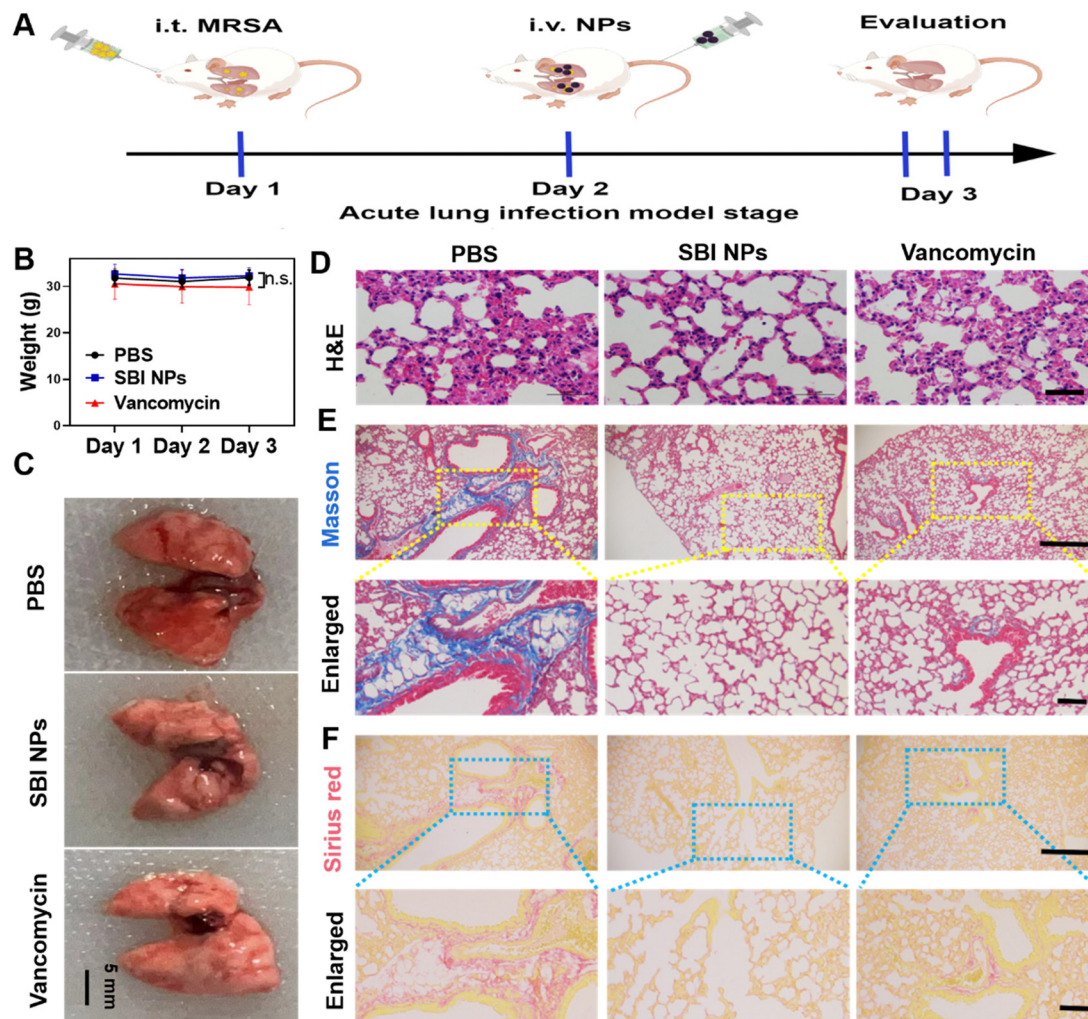 A
i.t. MRSA
i.v. NPs
Evaluation
Day 1
Day 2
Day 3
Acute lung infection model stage
B
Weight (g)
30
20
10
0
n.s.
PBS
SBI NPs
Vancomycin
Day 1 Day 2 Day 3
C
PBS
SBI NPs
Vancomycin
5 mm
D
PBS
SBI NPs
Vancomycin
H&E
E
Masson
Enlarged
F
Sirius red
Enlarged